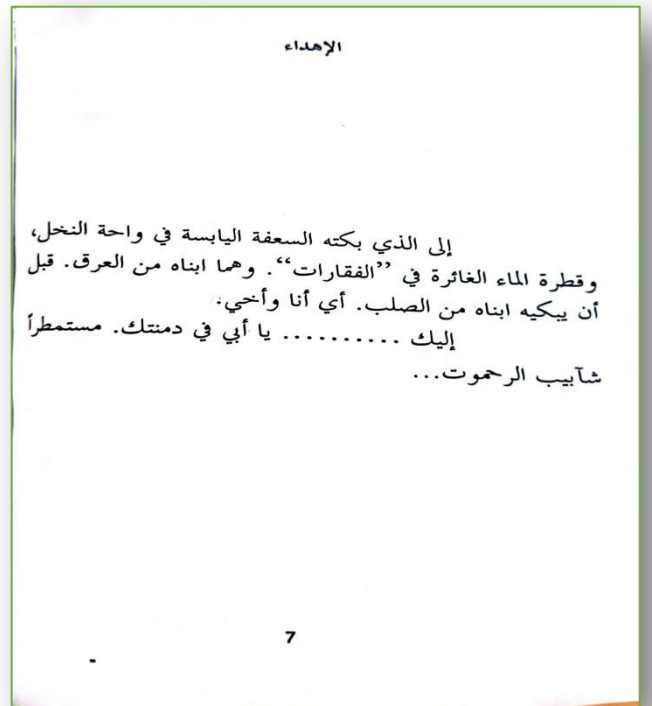 الإهداء
إلى الذي بكته السعفة اليابسة في واحة النخل،
وقطرة الماء الغائرة في ”الفقارات“. وهما ابناه من العرق. قبل
أن يبكيه ابناه من الصلب. أي أنا وأخي.
إليك .......... يا أبي في دمنتك. مستمطراً
شآبيب الرحموت...
7